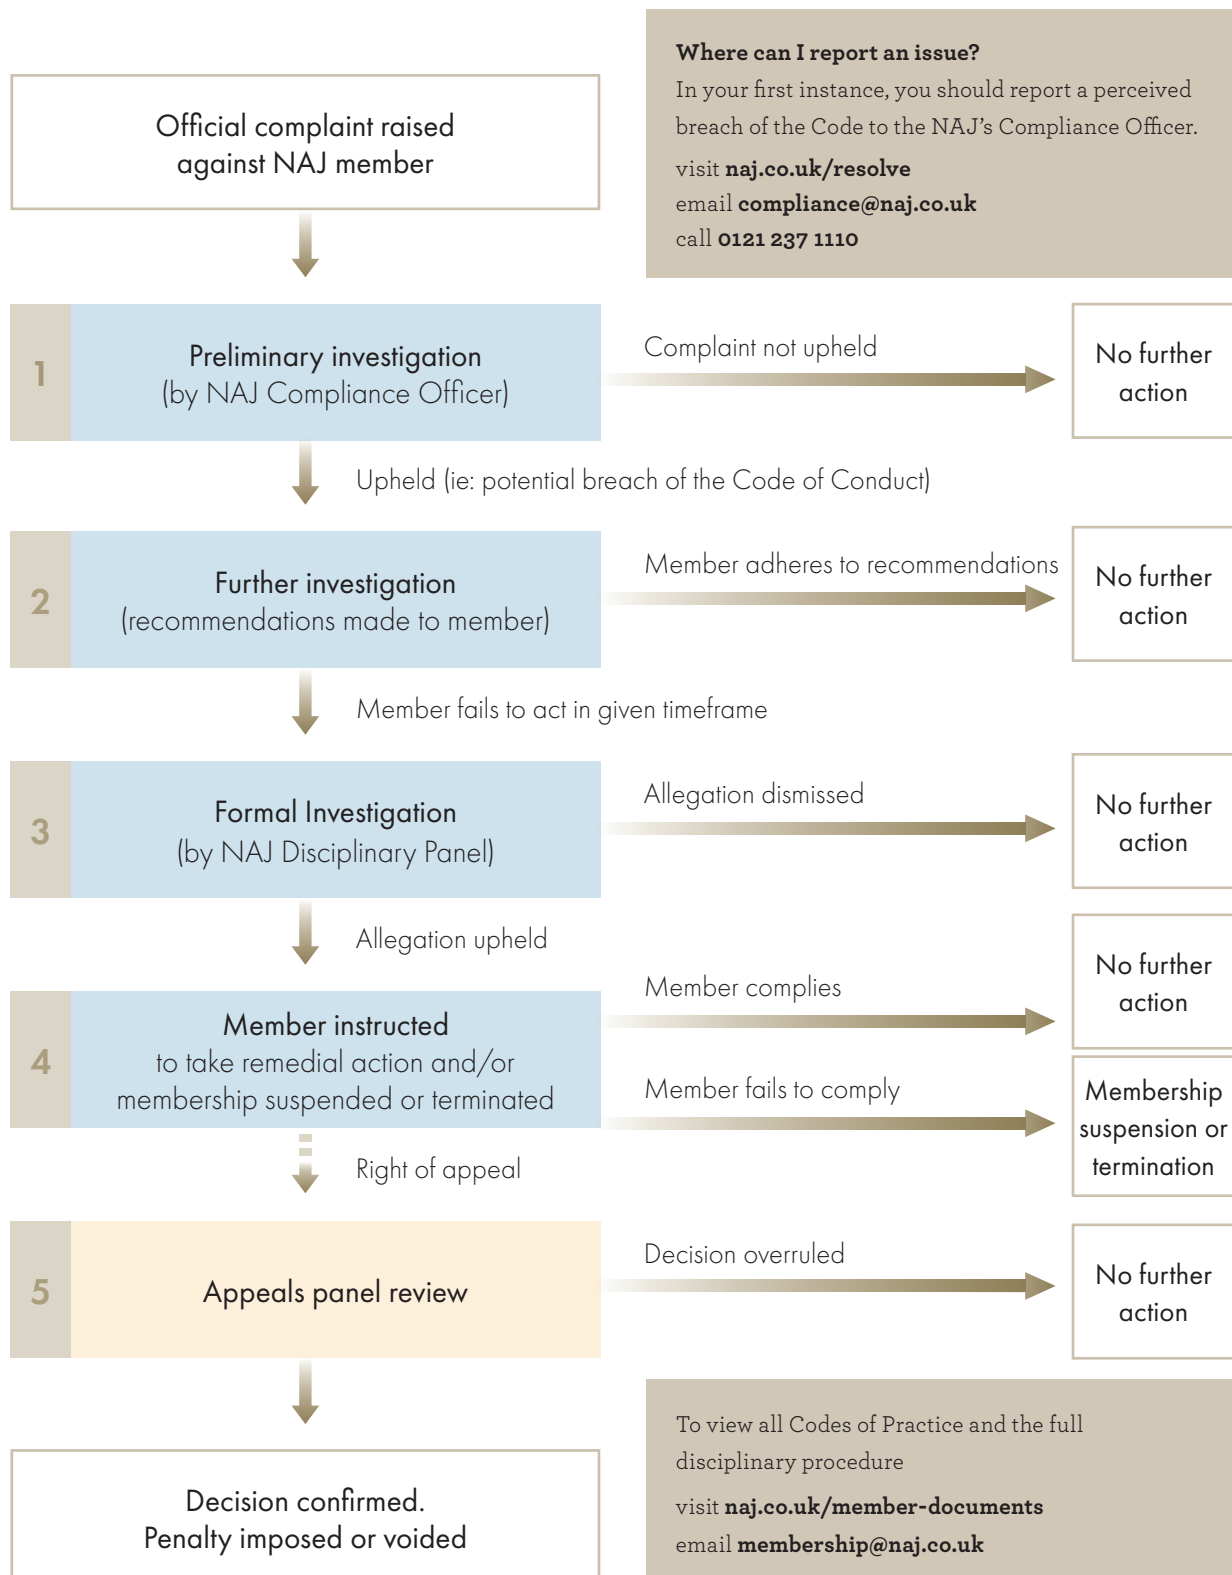 Official complaint raised
against NAJ member
Where can I report an issue?
In your first instance, you should report a perceived
breach of the Code to the NAJ's Compliance Officer.
visit naj.co.uk/resolve
email compliance@naj.co.uk
call 0121 237 1110
1
Preliminary investigation
(by NAJ Compliance Officer)
Complaint not upheld
No further
action
Upheld (ie: potential breach of the Code of Conduct)
2
Further investigation
(recommendations made to member)
Member adheres to recommendations
No further
action
Member fails to act in given timeframe
3
Formal Investigation
(by NAJ Disciplinary Panel)
Allegation dismissed
No further
action
Allegation upheld
4
Member instructed
to take remedial action and/or
membership suspended or terminated
Member complies
No further
action
Member fails to comply
Membership
suspension or
termination
Right of appeal
5
Appeals panel review
Decision overruled
No further
action
Decision confirmed.
Penalty imposed or voided
To view all Codes of Practice and the full
disciplinary procedure
visit naj.co.uk/member-documents
email membership@naj.co.uk